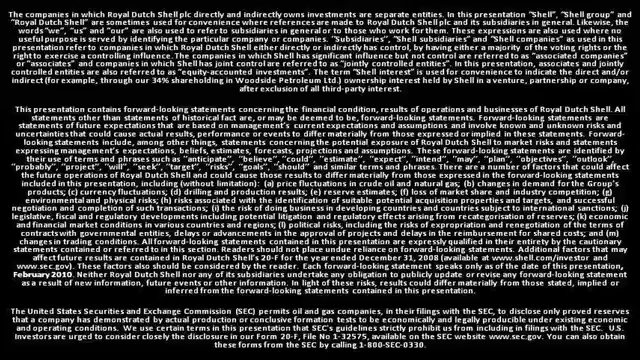 The companies in which Royal Dutch Shell plc directly and indirectly owns investments are separate entities. In this presentation "Shell", "Shell group" and
"Royal Dutch Shell" are sometimes used for convenience where references are made to Royal Dutch Shell plc and its subsidiaries in general. Likewise, the
words "we", "us" and "our" are also used to refer to subsidiaries in general or to those who work for them. These expressions are also used where no
useful purpose is served by identifying the particular company or companies. "Subsidiaries", "Shell subsidiaries" and "Shell companies" as used in this
presentation refer to companies in which Royal Dutch Shell either directly or indirectly has control, by having either a majority of the voting rights or the
right to exercise a controlling influence. The companies in which Shell has significant influence but not control are referred to as "associated companies"
or "associates" and companies in which Shell has joint control are referred to as "jointly controlled entities". In this presentation, associates and jointly
controlled entities are also referred to as "equity-accounted investments". The term "Shell interest" is used for convenience to indicate the direct and/or
indirect (for example, through our 34% shareholding in Woodside Petroleum Ltd.) ownership interest held by Shell in a venture, partnership or company,
after exclusion of all third-party interest.
This presentation contains forward-looking statements concerning the financial condition, results of operations and businesses of Royal Dutch Shell. All
statements other than statements of historical fact are, or may be deemed to be, forward-looking statements. Forward-looking statements are
statements of future expectations that are based on management's current expectations and assumptions and involve known and unknown risks and
uncertainties that could cause actual results, performance or events to differ materially from those expressed or implied in these statements. Forward-
looking statements include, among other things, statements concerning the potential exposure of Royal Dutch Shell to market risks and statements
expressing management's expectations, beliefs, estimates, forecasts, projections and assumptions. These forward-looking statements are identified by
their use of terms and phrases such as "anticipate", "believe", "could", "estimate", "expect", "intend", "may", "plan", "objectives", "outlook",
"probably", "project", "will", "seek", "target", "risks", "goals", "should" and similar terms and phrases. There are a number of factors that could affect
the future operations of Royal Dutch Shell and could cause those results to differ materially from those expressed in the forward-looking statements
included in this presentation, including (without limitation): (a) price fluctuations in crude oil and natural gas; (b) changes in demand for the Group's
products; (c) currency fluctuations; (d) drilling and production results; (e) reserve estimates; (f) loss of market share and industry competition; (g)
environmental and physical risks; (h) risks associated with the identification of suitable potential acquisition properties and targets, and successful
negotiation and completion of such transactions; (i) the risk of doing business in developing countries and countries subject to international sanctions; (j)
legislative, fiscal and regulatory developments including potential litigation and regulatory effects arising from recategorisation of reserves; (k) economic
and financial market conditions in various countries and regions; (l) political risks, including the risks of expropriation and renegotiation of the terms of
contracts with governmental entities, delays or advancements in the approval of projects and delays in the reimbursement for shared costs; and (m)
changes in trading conditions. All forward-looking statements contained in this presentation are expressly qualified in their entirety by the cautionary
statements contained or referred to in this section. Readers should not place undue reliance on forward-looking statements. Additional factors that may
affect future results are contained in Royal Dutch Shell's 20-F for the year ended December 31, 2008 (available at www.shell.com/investor and
www.sec.gov). These factors also should be considered by the reader. Each forward-looking statement speaks only as of the date of this presentation,
February 2010. Neither Royal Dutch Shell nor any of its subsidiaries undertake any obligation to publicly update or revise any forward-looking statement
as a result of new information, future events or other information. In light of these risks, results could differ materially from those stated, implied or
inferred from the forward-looking statements contained in this presentation.
The United States Securities and Exchange Commission (SEC) permits oil and gas companies, in their filings with the SEC, to disclose only proved reserves
that a company has demonstrated by actual production or conclusive formation tests to be economically and legally producible under existing economic
and operating conditions. We use certain terms in this presentation that SEC's guidelines strictly prohibit us from including in filings with the SEC. U.S.
Investors are urged to consider closely the disclosure in our Form 20-F, File No 1-32575, available on the SEC website www.sec.gov. You can also obtain
these forms from the SEC by calling 1-800-SEC-0330.